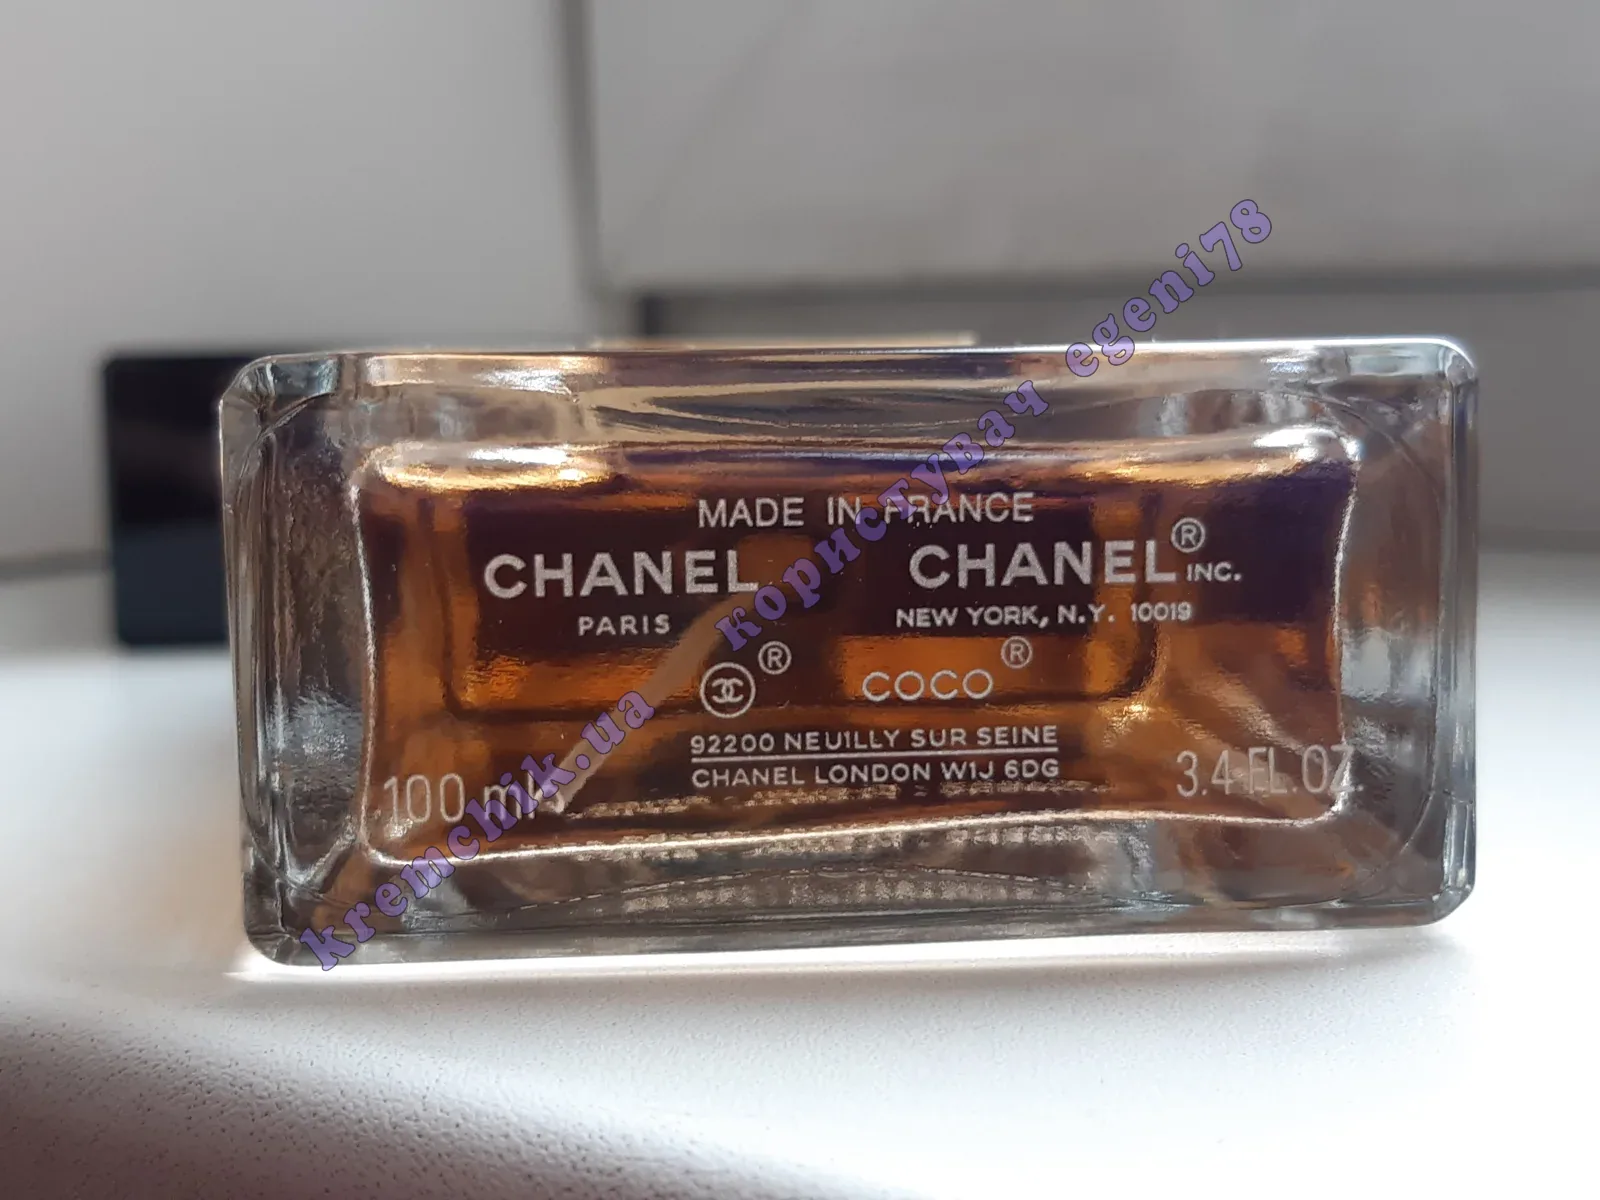 MADE IN FRANCE
CHANEL CHANEL® INC.
PARIS NEW YORK, N.Y. 10019
® COCO®
92200 NEUILLY SUR SEINE
CHANEL LONDON W1J 6DG
100 ml 3.4 FL.OZ.
kremchik.ua користувач egeni78